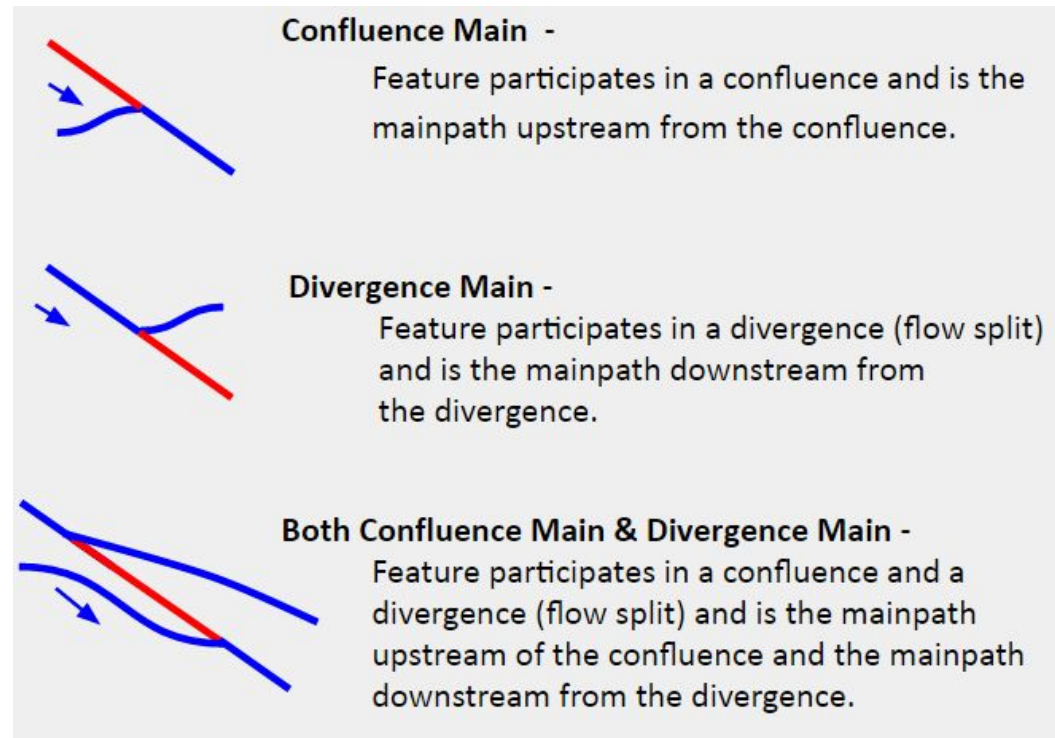 Confluence Main -
Feature participates in a confluence and is the
mainpath upstream from the confluence.
Divergence Main -
Feature participates in a divergence (flow split)
and is the mainpath downstream from
the divergence.
Both Confluence Main & Divergence Main -
Feature participates in a confluence and a
divergence (flow split) and is the mainpath
upstream of the confluence and the mainpath
downstream from the divergence.